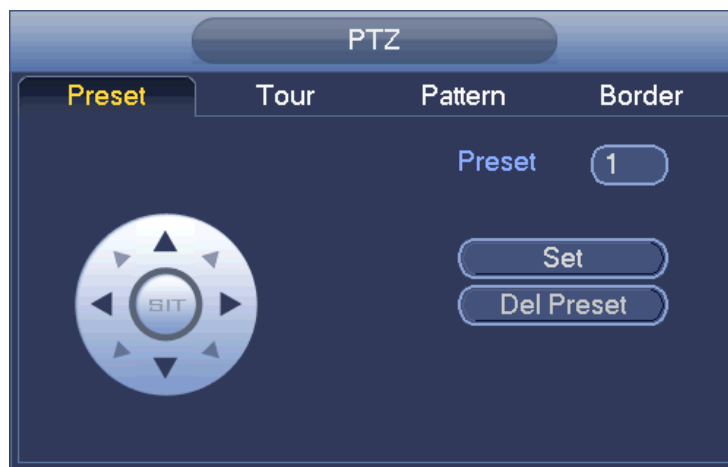 PTZ
Preset Tour Pattern Border
Preset 1
Set
SIT
Del Preset